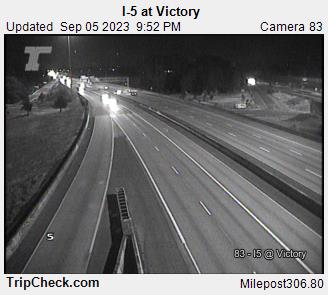 I-5 at Victory
Updated Sep 05 2023 9:52 PM Camera 83
T
S
83 - I5 @ Victory
TripCheck.com Milepost306.80